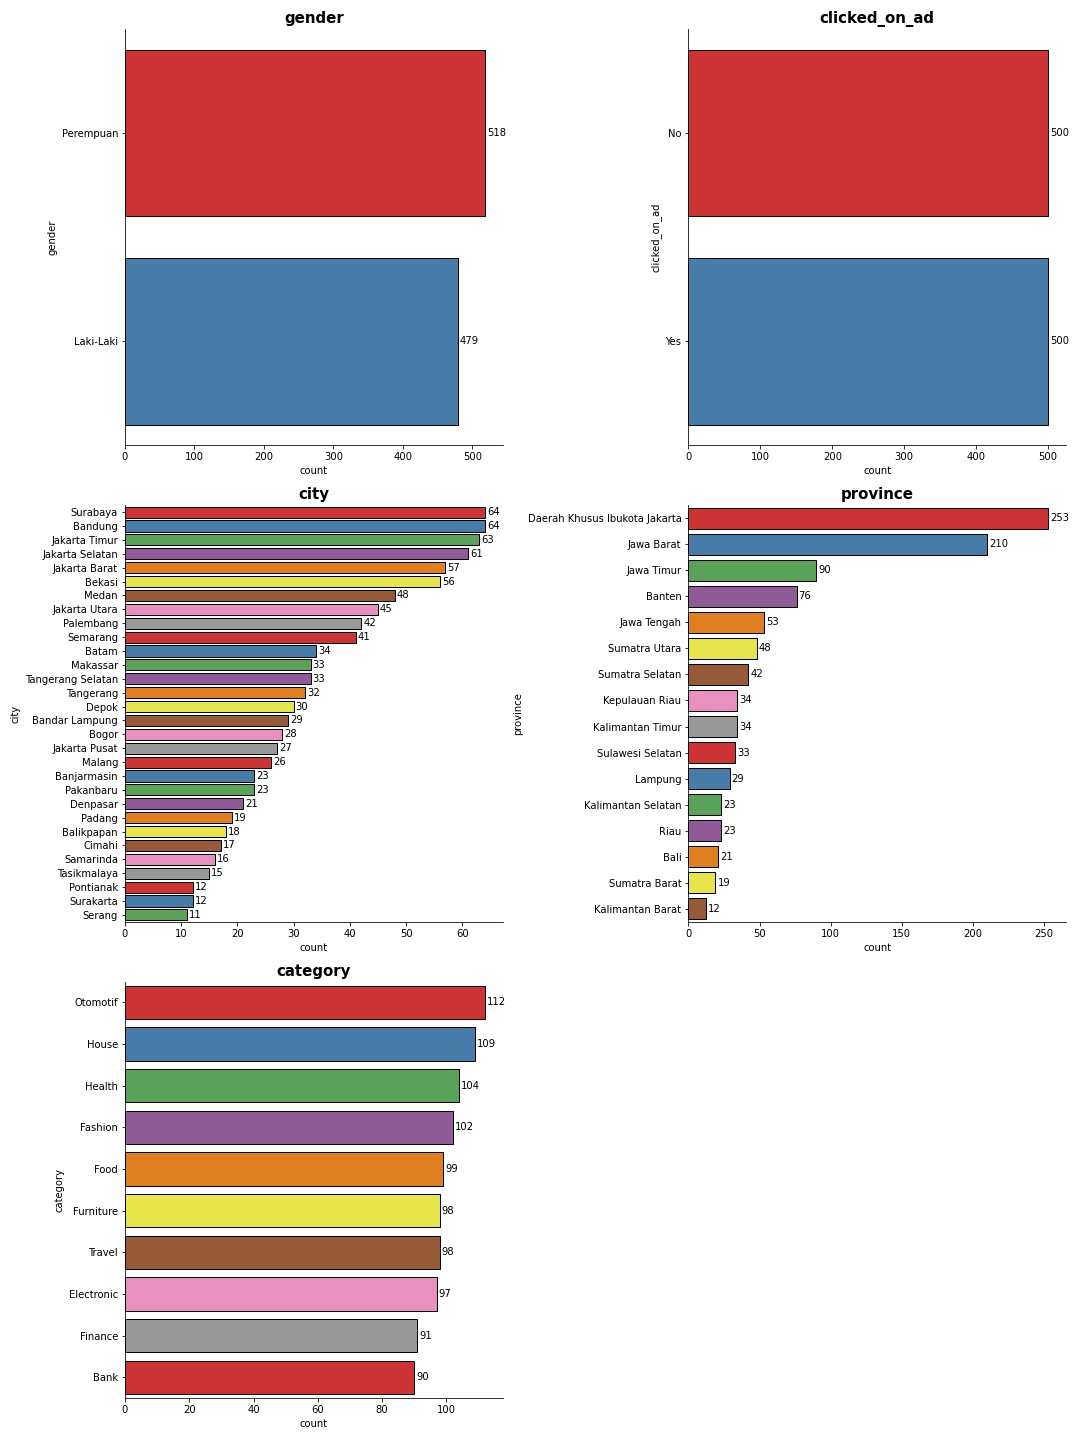 gender
Perempuan
518
gender
Laki-Laki
479
0 100 200 300 400 500
count
clicked_on_ad
No
500
clicked_on_ad
Yes
500
0 100 200 300 400 500
count
city
Surabaya 64
Bandung 64
Jakarta Timur 63
Jakarta Selatan 61
Jakarta Barat 57
Bekasi 56
Medan 48
Jakarta Utara 45
Palembang 42
Semarang 41
Batam 34
Makassar 33
Tangerang Selatan 33
Tangerang 32
Depok 30
city
Bandar Lampung 29
Bogor 28
Jakarta Pusat 27
Malang 26
Banjarmasin 23
Pakanbaru 23
Denpasar 21
Padang 19
Balikpapan 18
Cimahi 17
Samarinda 16
Tasikmalaya 15
Pontianak 12
Surakarta 12
Serang 11
0 10 20 30 40 50 60
count
province
Daerah Khusus Ibukota Jakarta 253
Jawa Barat 210
Jawa Timur 90
Banten 76
Jawa Tengah 53
Sumatra Utara 48
Sumatra Selatan 42
Kepulauan Riau 34
province
Kalimantan Timur 34
Sulawesi Selatan 33
Lampung 29
Kalimantan Selatan 23
Riau 23
Bali 21
Sumatra Barat 19
Kalimantan Barat 12
0 50 100 150 200 250
count
category
Otomotif 112
House 109
Health 104
Fashion 102
Food 99
category
Furniture 98
Travel 98
Electronic 97
Finance 91
Bank 90
0 20 40 60 80 100
count